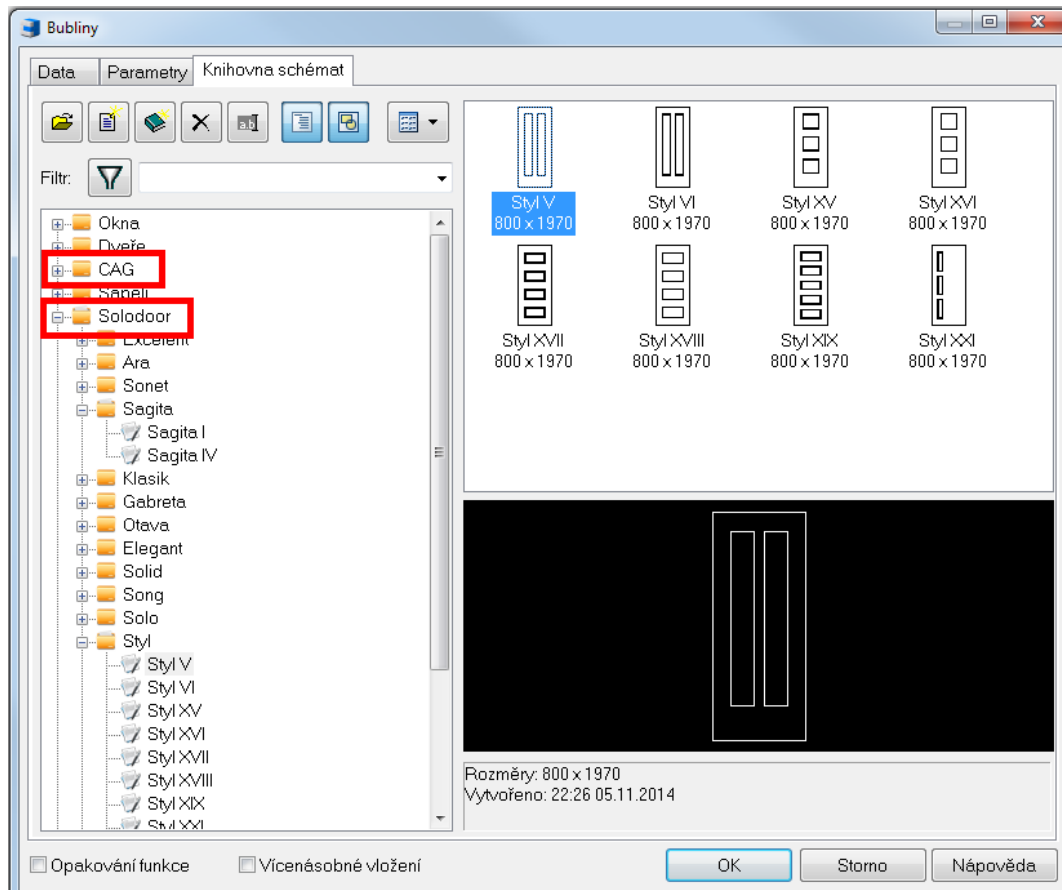 Bubliny
Data Parametry Knihovna schémat
Filtr:
Okna
Dveře
CAG
Sapeli
Solodoor
Excelent
Ara
Sonet
Sagita
Sagita I
Sagita IV
Klasik
Gabreta
Otava
Elegant
Solid
Song
Solo
Styl
Styl V
Styl VI
Styl XV
Styl XVI
Styl XVII
Styl XVIII
Styl XIX
Styl XXI
Styl V Styl VI Styl XV Styl XVI
800 x 1970 800 x 1970 800 x 1970 800 x 1970
Styl XVII Styl XVIII Styl XIX Styl XXI
800 x 1970 800 x 1970 800 x 1970 800 x 1970
Rozměry: 800 x 1970
Vytvořeno: 22:26 05.11.2014
Opakování funkce Vícenásobné vložení OK Storno Nápověda